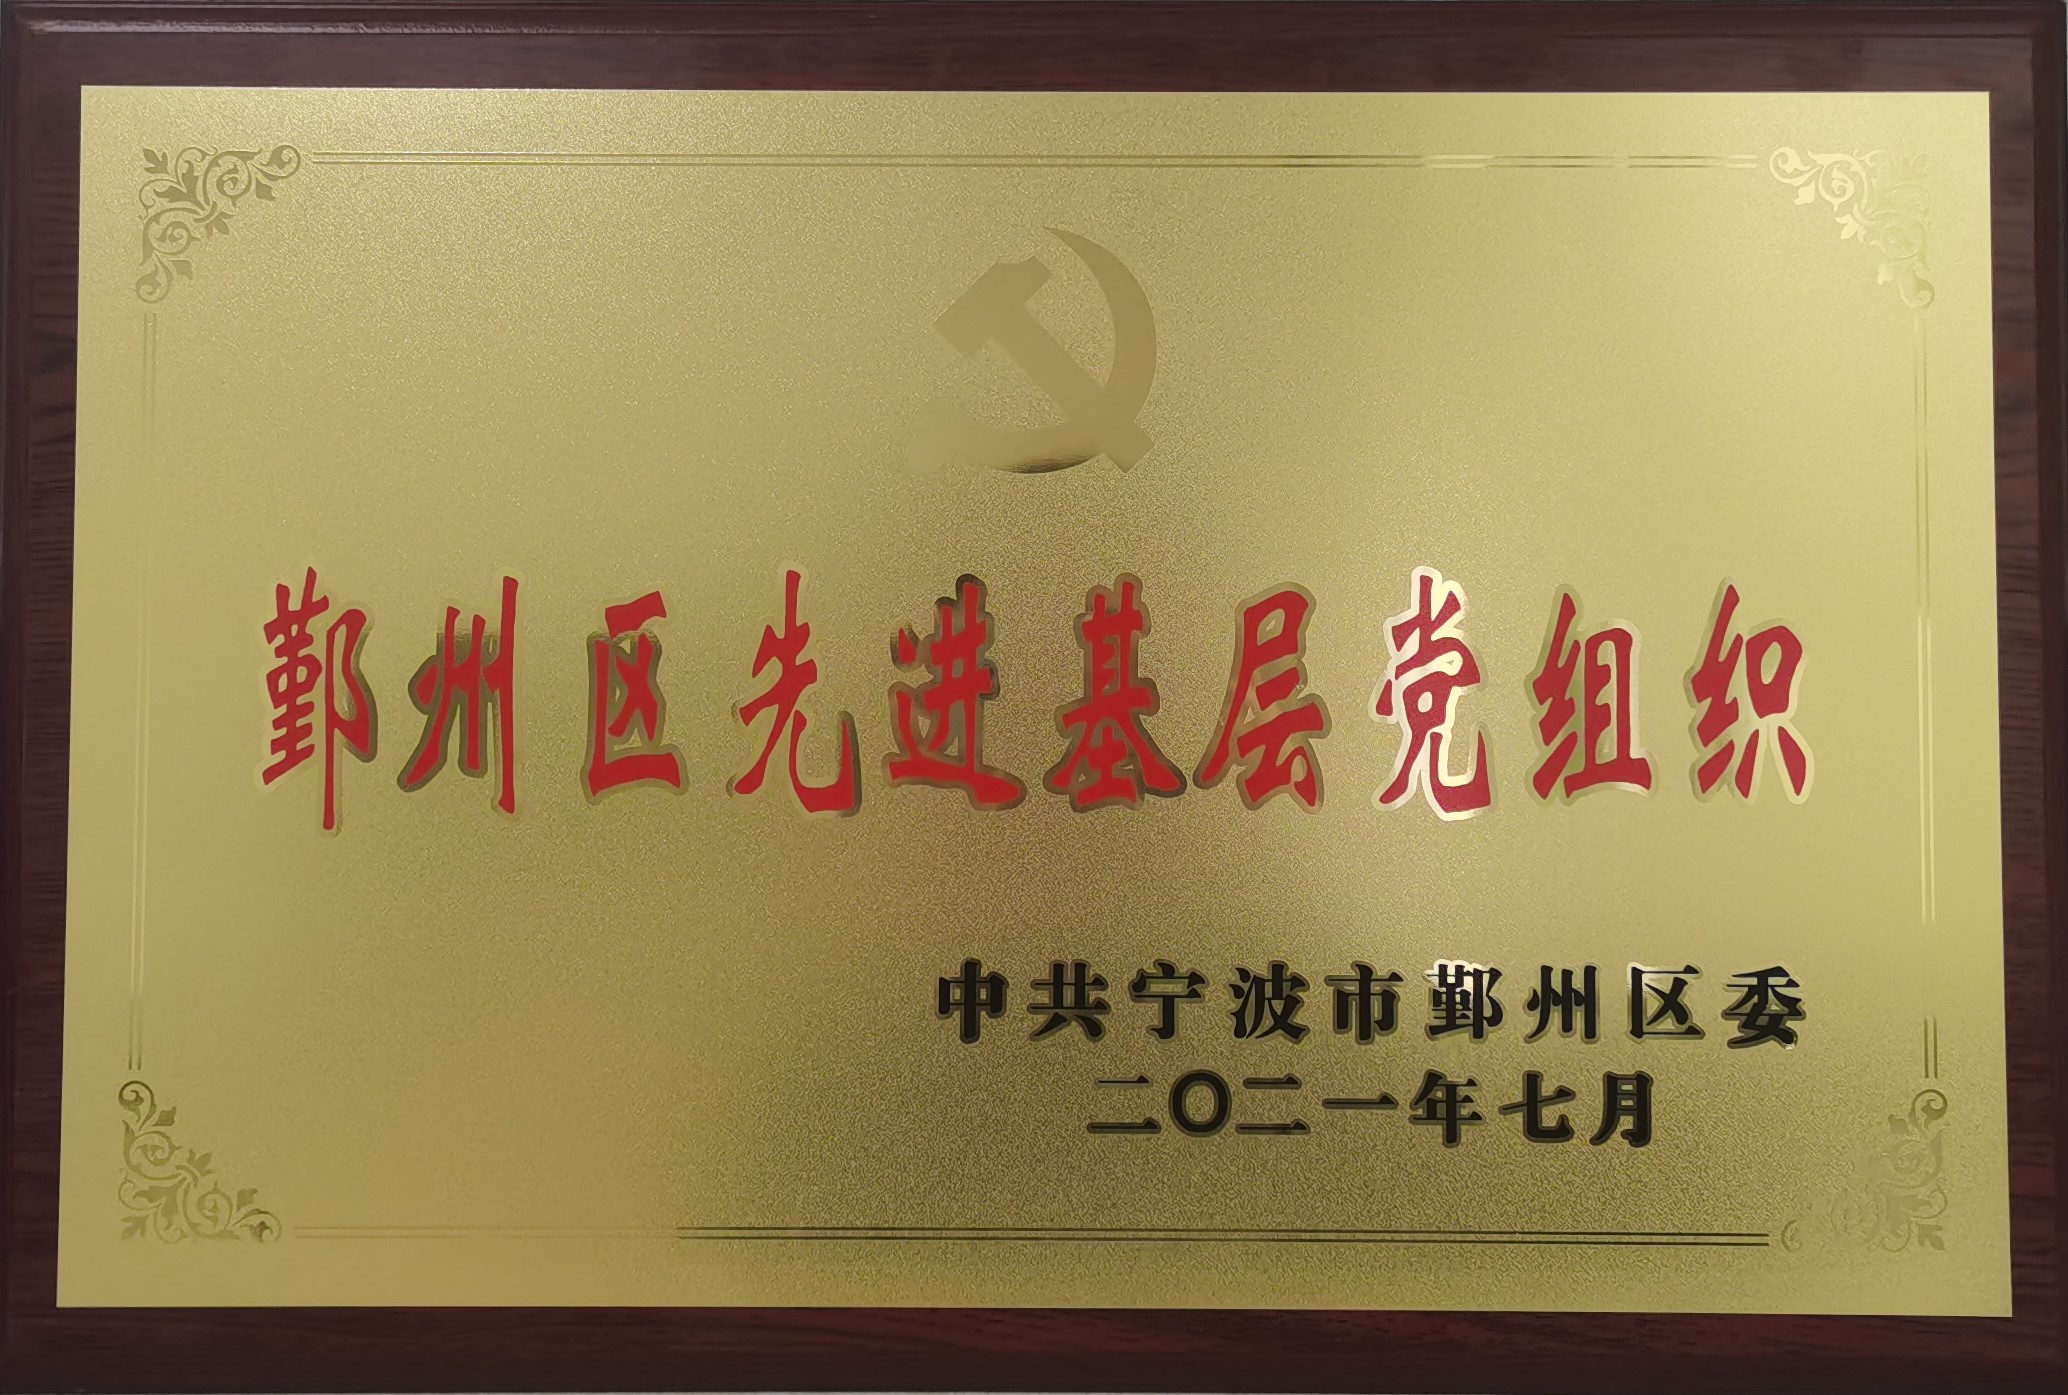 鄞州区先进基层党组织
中共宁波市鄞州区委
二〇二一年七月